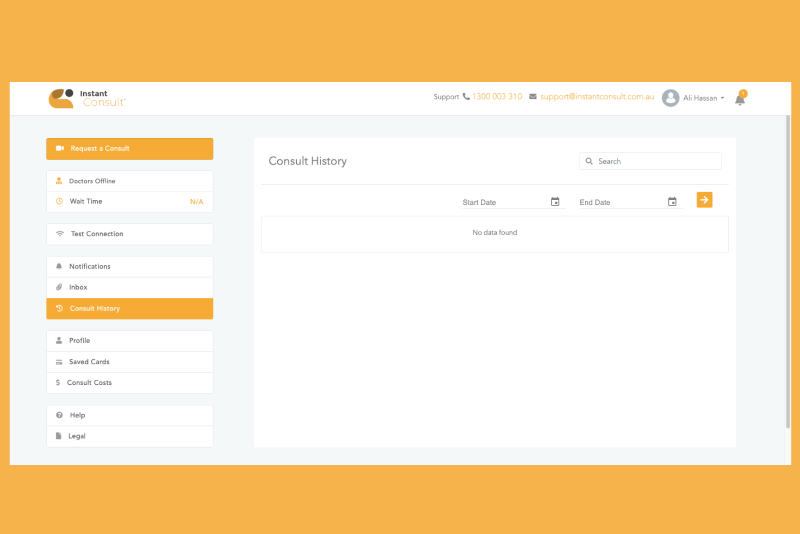 Instant
Consult
Support 1300 003 310 support@instantconsult.com.au Ali Hassan 1
Request a Consult
Doctors Offline
Wait Time N/A
Test Connection
Notifications
Inbox
Consult History
Profile
Saved Cards
$ Consult Costs
Help
Legal
Consult History
Search
Start Date
End Date
No data found